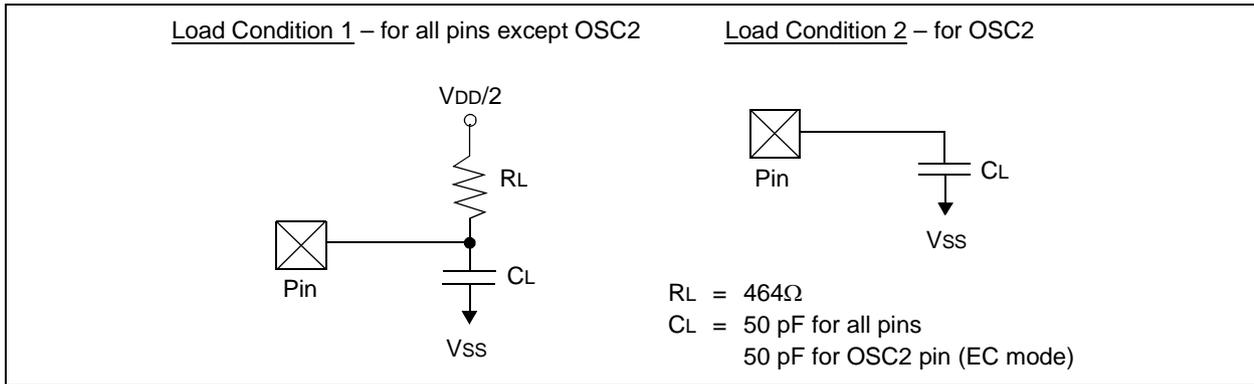 Load Condition 1 – for all pins except OSC2
VDD/2
RL
Pin
CL
VSS
Load Condition 2 – for OSC2
Pin
CL
VSS
RL = 464Ω
CL = 50 pF for all pins
50 pF for OSC2 pin (EC mode)